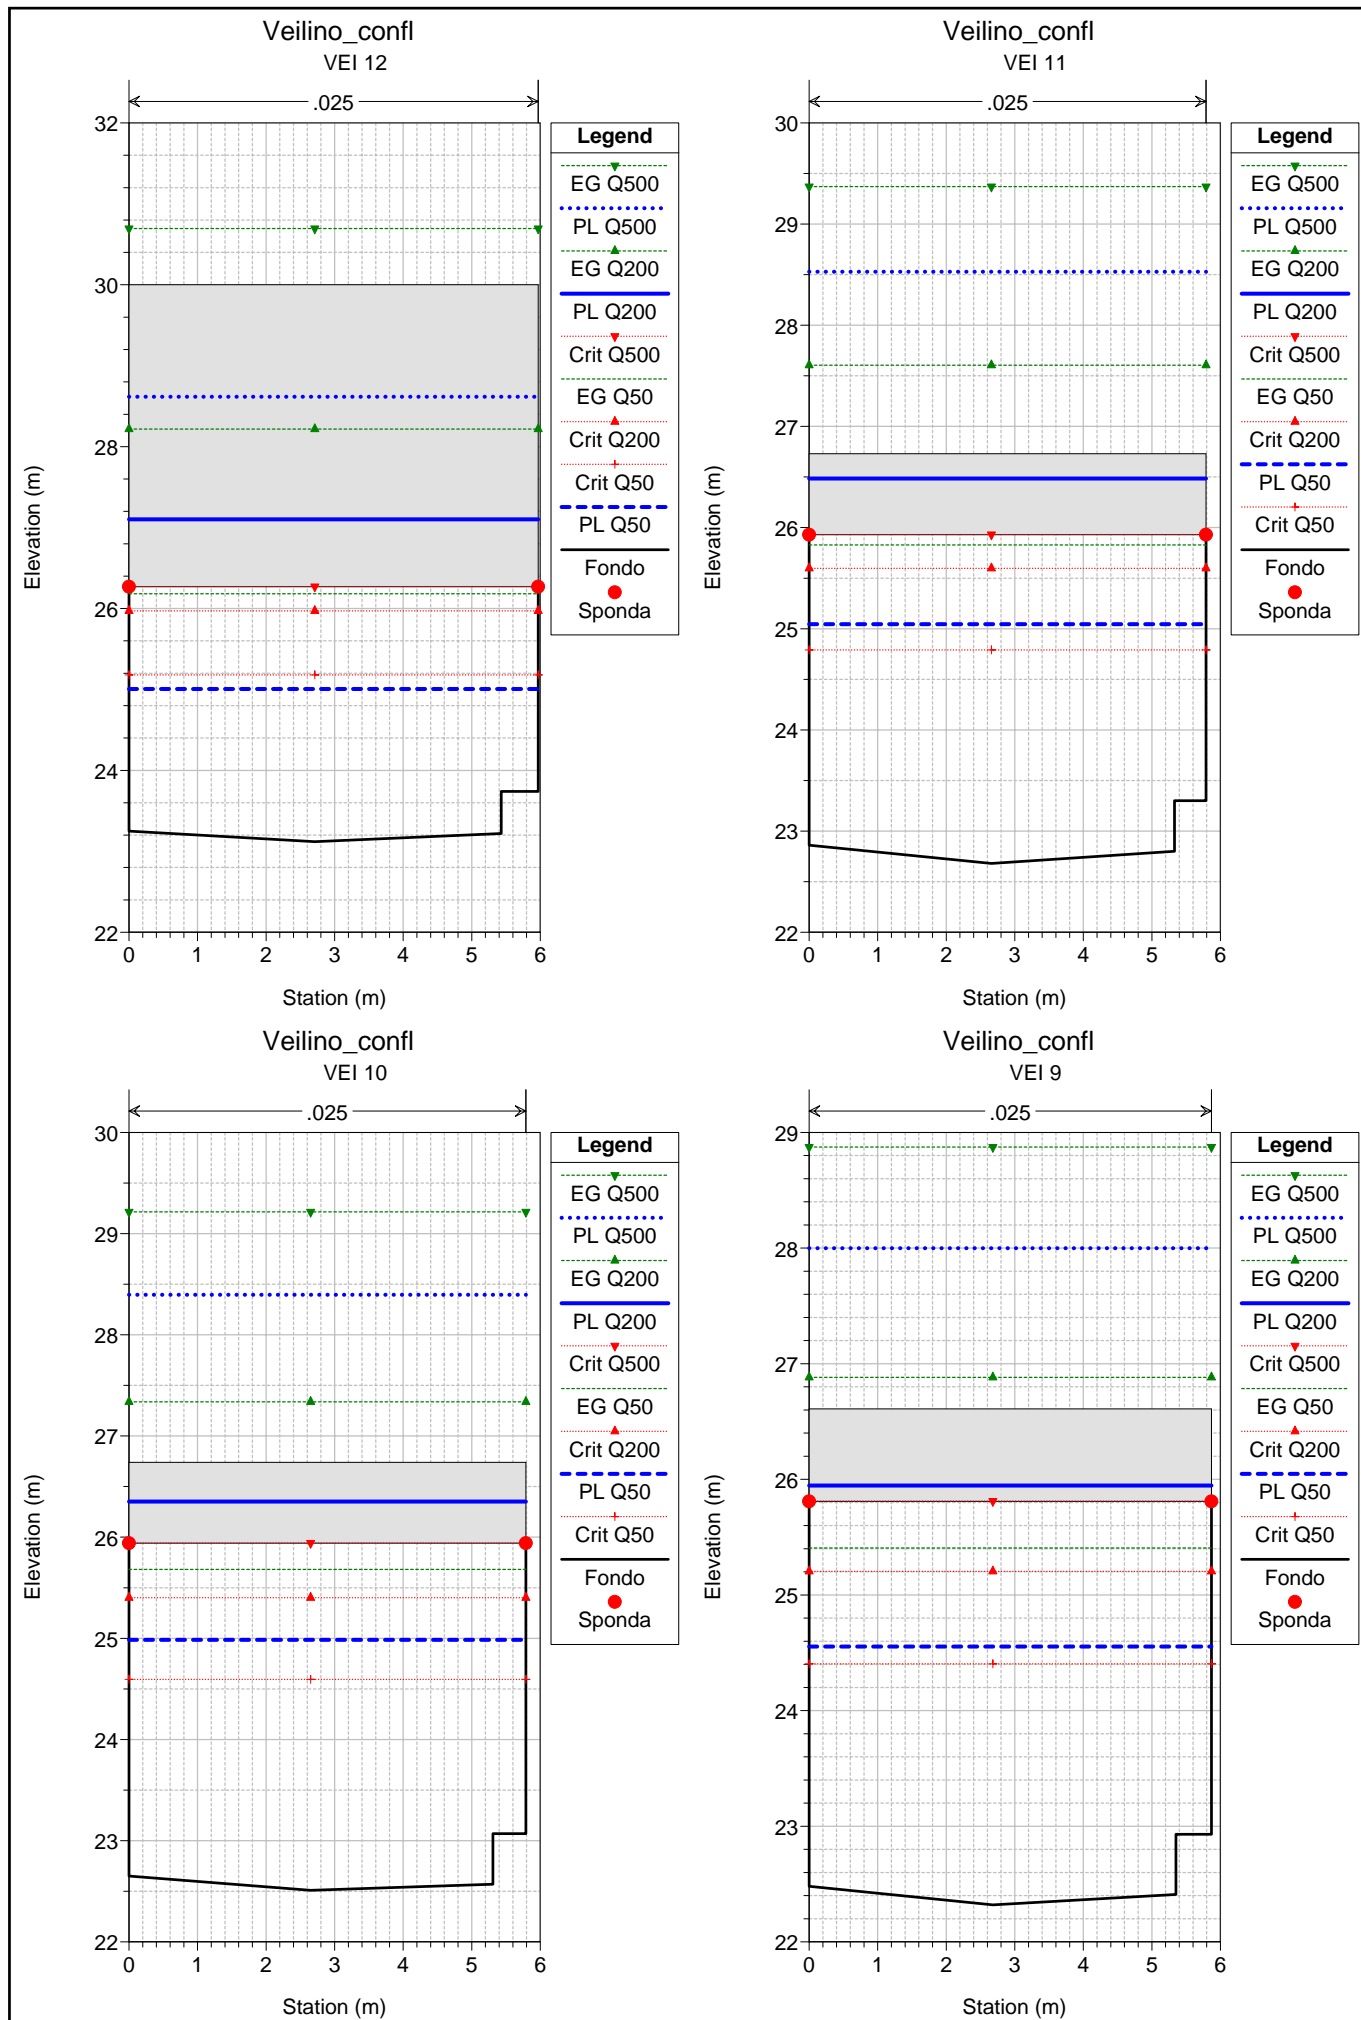 Veilino_confl
VEI 12
.025
32
30
28
26
24
22
Elevation (m)
0 1 2 3 4 5 6
Station (m)
Legend
EG Q500
PL Q500
EG Q200
PL Q200
Crit Q500
EG Q50
Crit Q200
Crit Q50
PL Q50
Fondo
Sponda
Veilino_confl
VEI 11
.025
30
29
28
27
26
25
24
23
22
Elevation (m)
0 1 2 3 4 5 6
Station (m)
Legend
EG Q500
PL Q500
EG Q200
PL Q200
Crit Q500
EG Q50
Crit Q200
PL Q50
Crit Q50
Fondo
Sponda
Veilino_confl
VEI 10
.025
30
29
28
27
26
25
24
23
22
Elevation (m)
0 1 2 3 4 5 6
Station (m)
Legend
EG Q500
PL Q500
EG Q200
PL Q200
Crit Q500
EG Q50
Crit Q200
PL Q50
Crit Q50
Fondo
Sponda
Veilino_confl
VEI 9
.025
29
28
27
26
25
24
23
22
Elevation (m)
0 1 2 3 4 5 6
Station (m)
Legend
EG Q500
PL Q500
EG Q200
PL Q200
Crit Q500
EG Q50
Crit Q200
PL Q50
Crit Q50
Fondo
Sponda